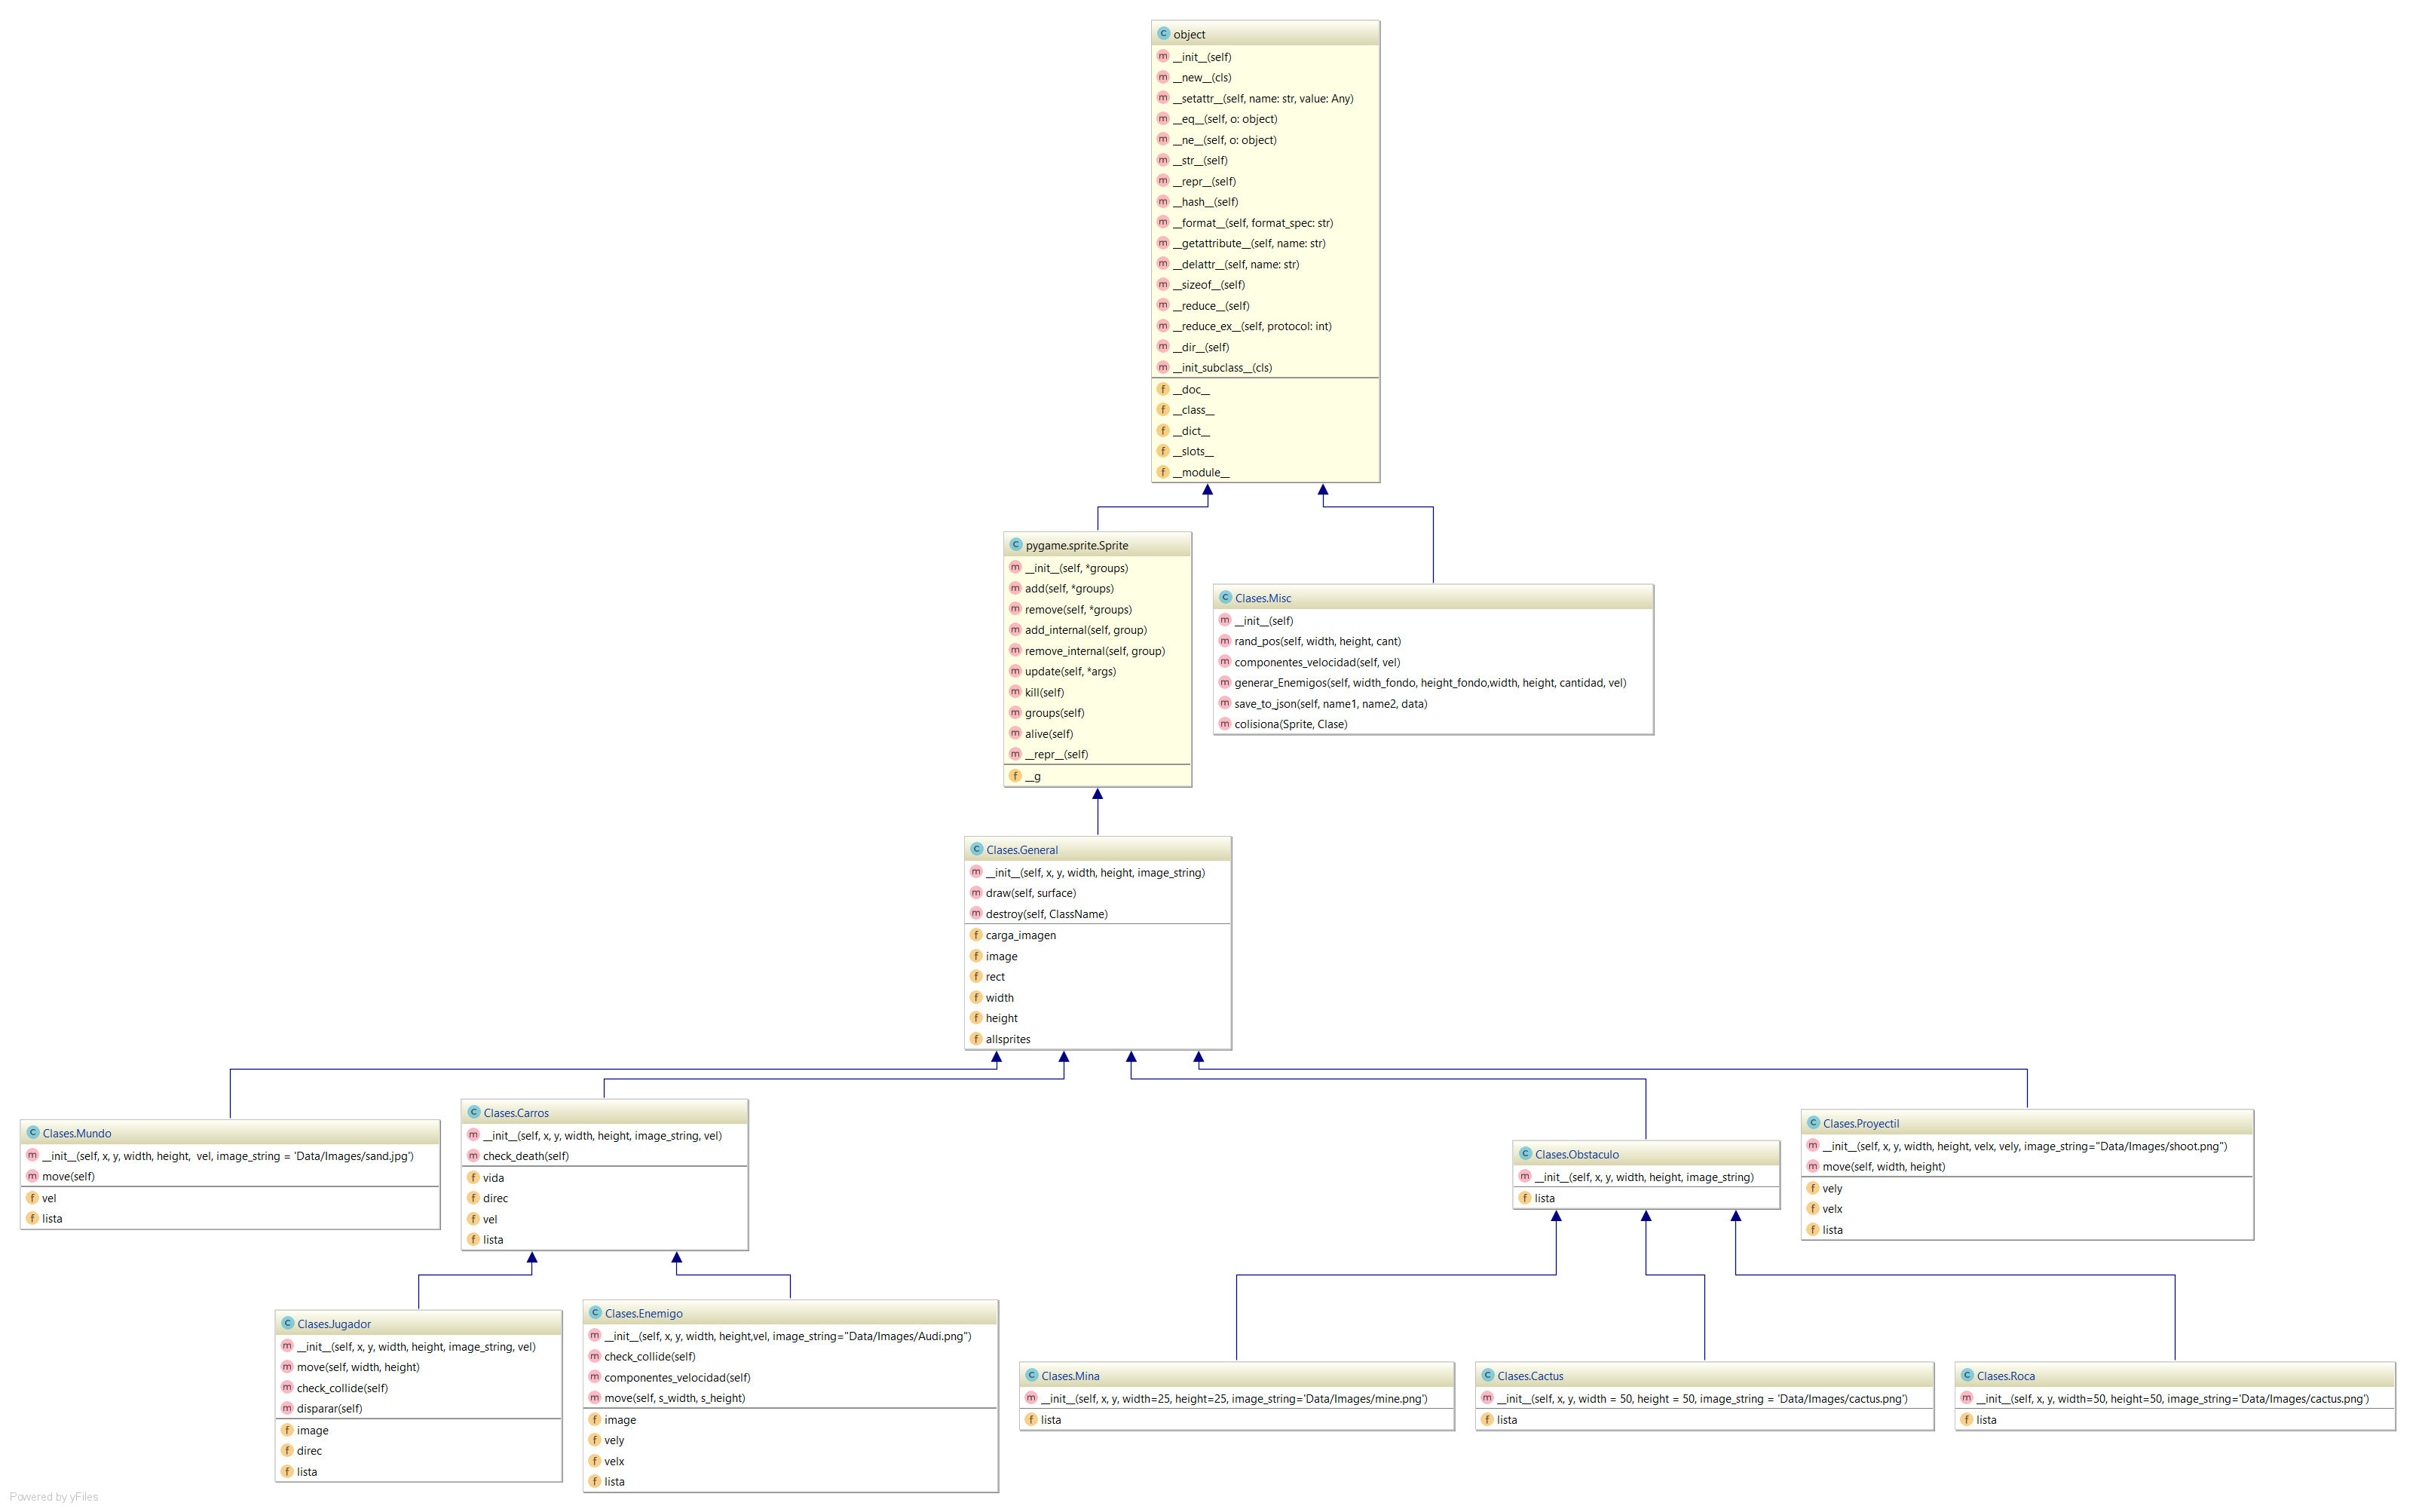 object
__init__(self)
__new__(cls)
__setattr__(self, name: str, value: Any)
__eq__(self, o: object)
__ne__(self, o: object)
__str__(self)
__repr__(self)
__hash__(self)
__format__(self, format_spec: str)
__getattribute__(self, name: str)
__delattr__(self, name: str)
__sizeof__(self)
__reduce__(self)
__reduce_ex__(self, protocol: int)
__dir__(self)
__init_subclass__(cls)
__doc__
__class__
__dict__
__slots__
__module__
pygame.sprite.Sprite
__init__(self, *groups)
add(self, *groups)
remove(self, *groups)
add_internal(self, group)
remove_internal(self, group)
update(self, *args)
kill(self)
groups(self)
alive(self)
__repr__(self)
__g
Clases.Misc
__init__(self)
rand_pos(self, width, height, cant)
componentes_velocidad(self, vel)
generar_Enemigos(self, width_fondo, height_fondo,width, height, cantidad, vel)
save_to_json(self, name1, name2, data)
colisiona(Sprite, Clase)
Clases.General
__init__(self, x, y, width, height, image_string)
draw(self, surface)
destroy(self, ClassName)
carga_imagen
image
rect
width
height
allsprites
Clases.Mundo
__init__(self, x, y, width, height,  vel, image_string = 'Data/Images/sand.jpg')
move(self)
vel
lista
Clases.Carros
__init__(self, x, y, width, height, image_string, vel)
check_death(self)
vida
direc
vel
lista
Clases.Obstaculo
__init__(self, x, y, width, height, image_string)
lista
Clases.Proyectil
__init__(self, x, y, width, height, velx, vely, image_string="Data/Images/shoot.png")
move(self, width, height)
vely
velx
lista
Clases.Jugador
__init__(self, x, y, width, height, image_string, vel)
move(self, width, height)
check_collide(self)
disparar(self)
image
direc
lista
Clases.Enemigo
__init__(self, x, y, width, height,vel, image_string="Data/Images/Audi.png")
check_collide(self)
componentes_velocidad(self)
move(self, s_width, s_height)
image
vely
velx
lista
Clases.Mina
__init__(self, x, y, width=25, height=25, image_string='Data/Images/mine.png')
lista
Clases.Cactus
__init__(self, x, y, width = 50, height = 50, image_string = 'Data/Images/cactus.png')
lista
Clases.Roca
__init__(self, x, y, width=50, height=50, image_string='Data/Images/cactus.png')
lista
Powered by yFiles